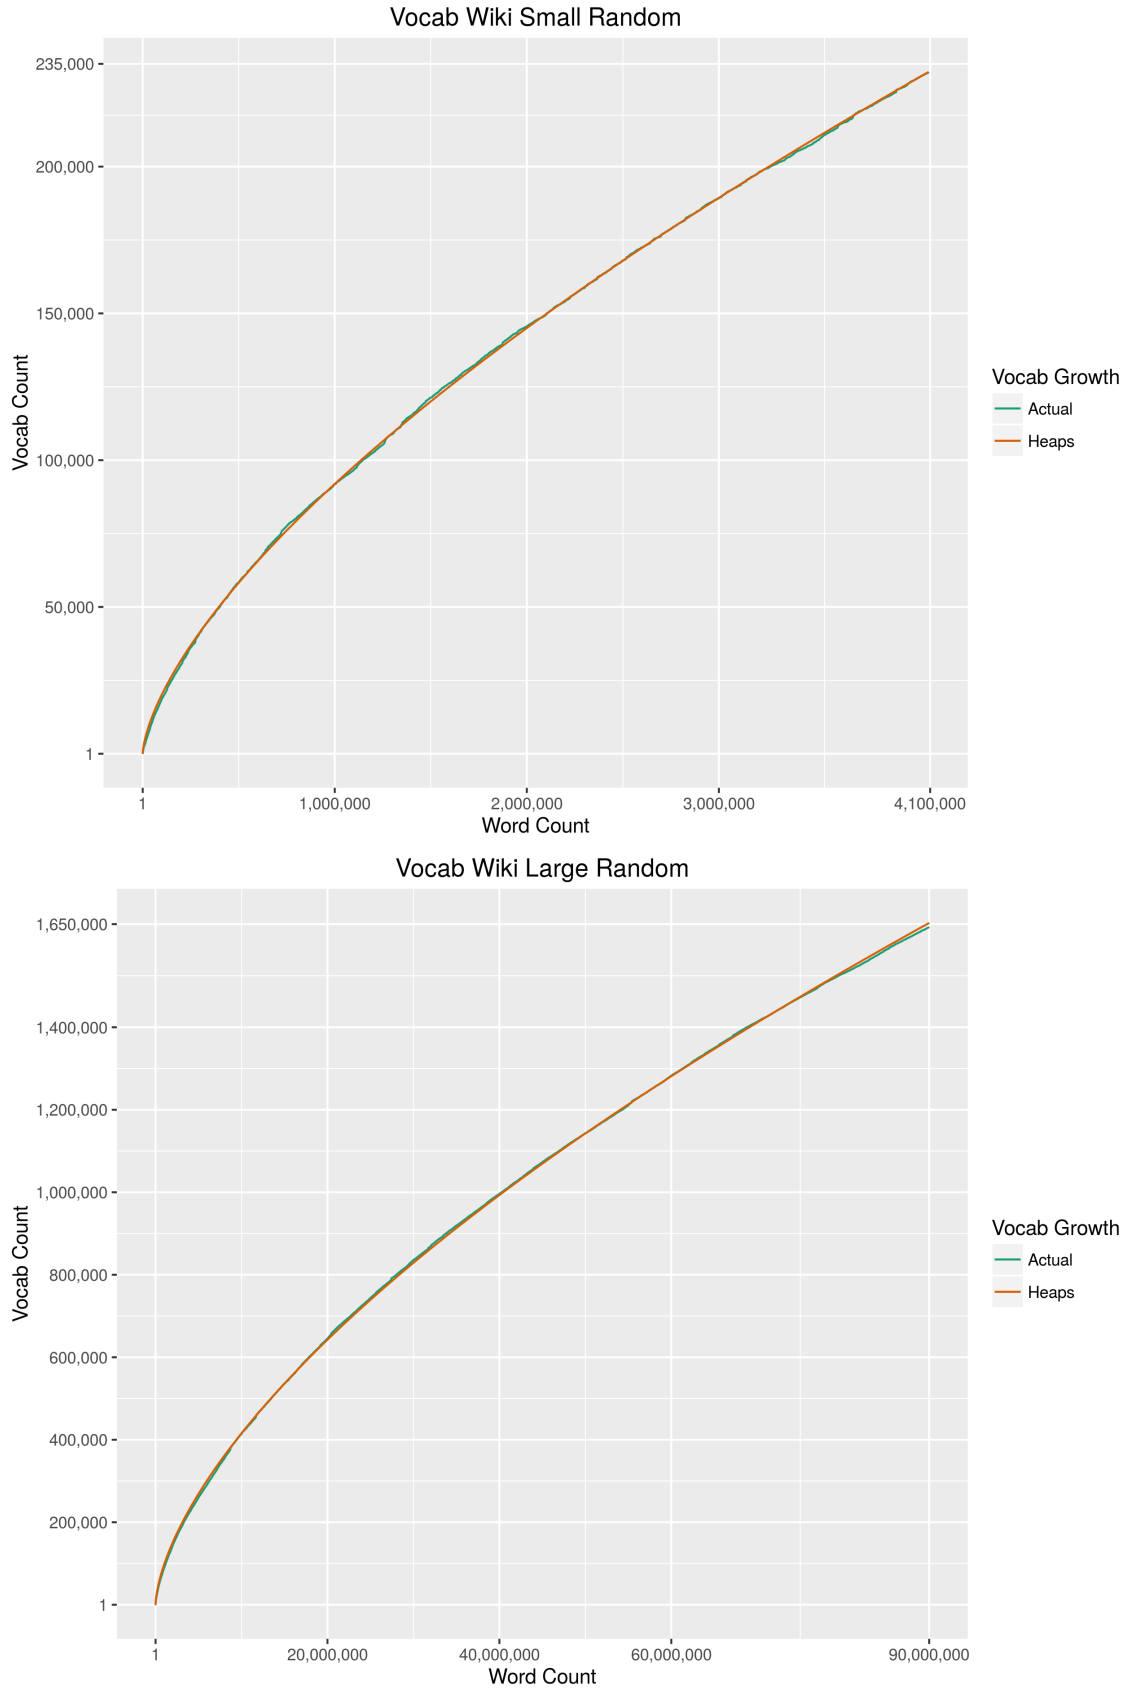 Vocab Wiki Small Random
235,000
200,000
150,000
100,000
50,000
1
Vocab Count
1
1,000,000
2,000,000
3,000,000
4,100,000
Word Count
Vocab Growth
Actual
Heaps
Vocab Wiki Large Random
1,650,000
1,400,000
1,200,000
1,000,000
800,000
600,000
400,000
200,000
1
Vocab Count
1
20,000,000
40,000,000
60,000,000
90,000,000
Word Count
Vocab Growth
Actual
Heaps